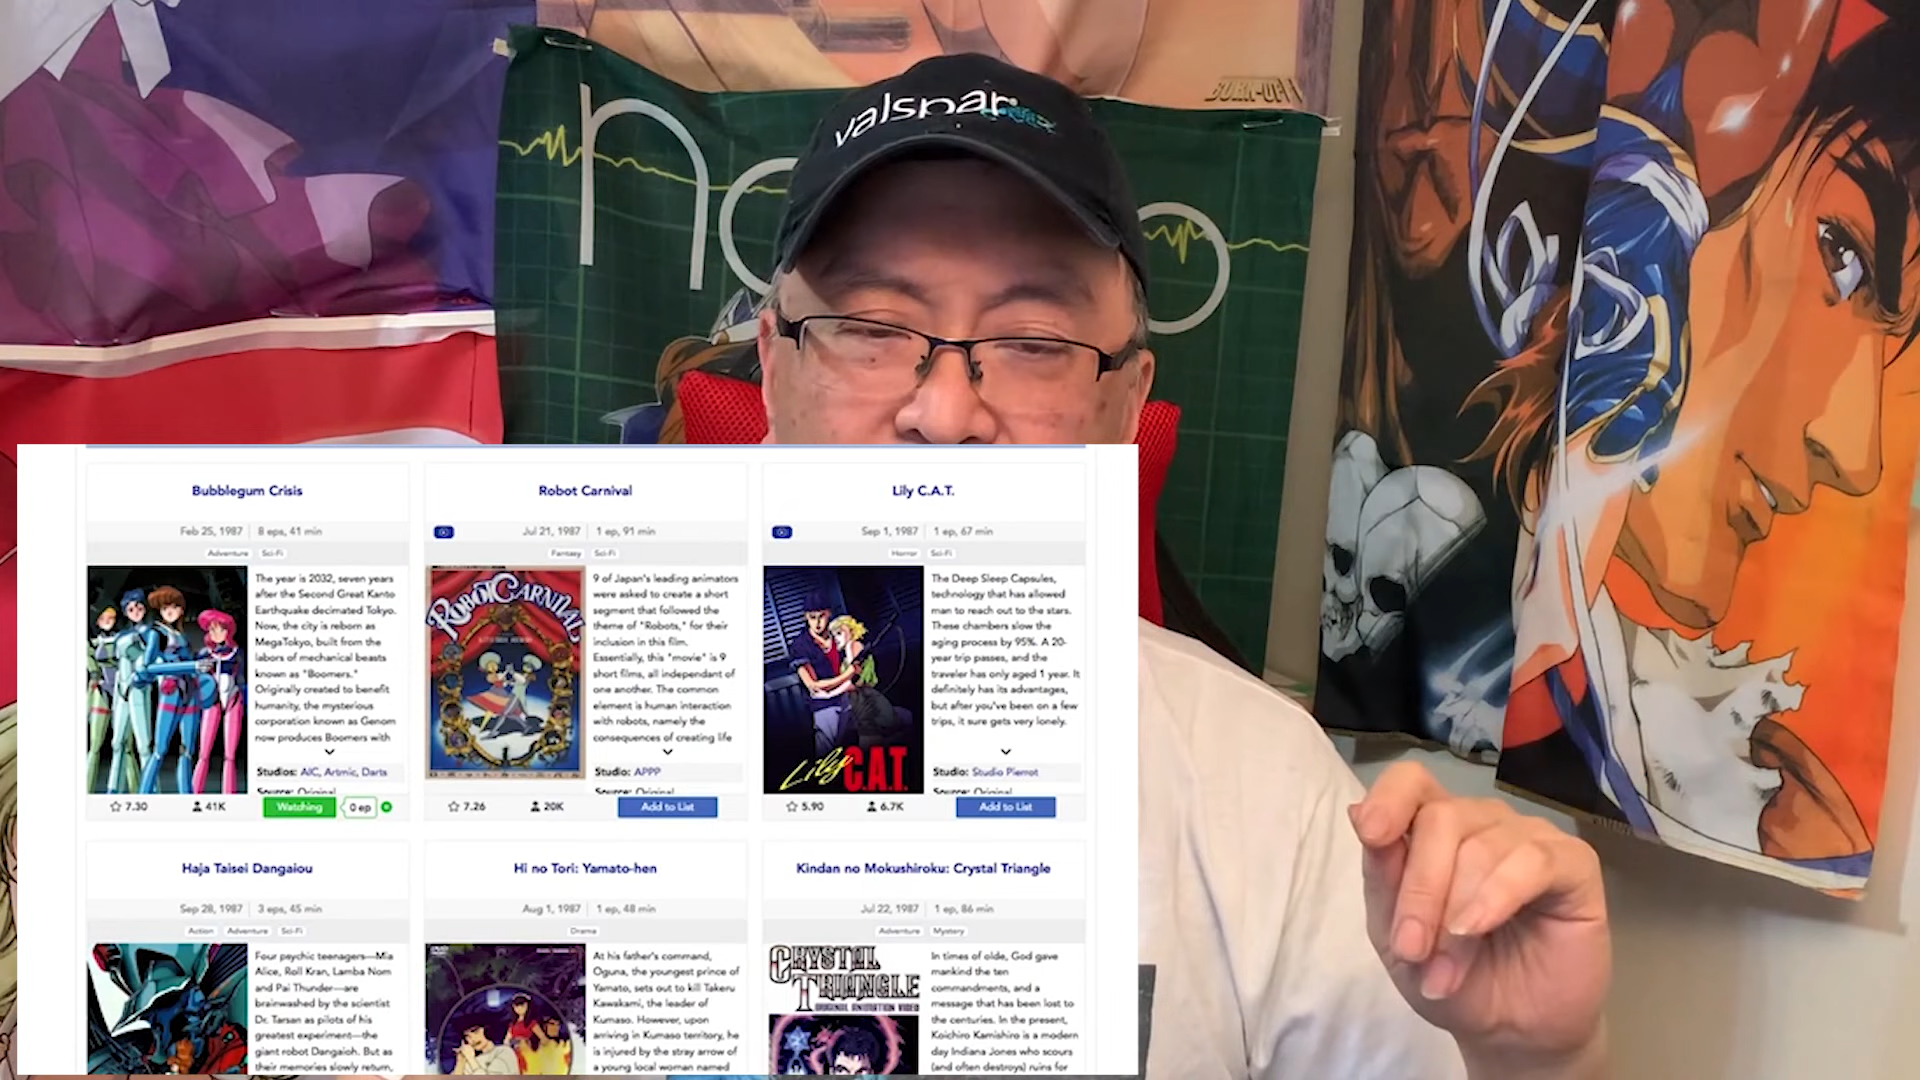 BURN-UP
valspar
n
o
Bubblegum Crisis
Feb 25, 1987 | 8 eps, 41 min
Adventure Sci-Fi
The year is 2032, seven years
after the Second Great Kanto
Earthquake decimated Tokyo.
Now, the city is reborn as
MegaTokyo, built from the
labors of mechanical beasts
known as "Boomers."
Originally created to benefit
humanity, the mysterious
corporation known as Genom
now produces Boomers with
Studios: AIC, Artmic, Darts
Source: Original
7.30 41K Watching 0 ep
Robot Carnival
Jul 21, 1987 | 1 ep, 91 min
Fantasy Sci-Fi
ROBOT CARNIVAL
9 of Japan's leading animators
were asked to create a short
segment that followed the
theme of "Robots," for their
inclusion in this film.
Essentially, this "movie" is 9
short films, all independant of
one another. The common
element is human interaction
with robots, namely the
consequences of creating life
Studio: APPP
Source: Original
7.26 20K Add to List
Lily C.A.T.
Sep 1, 1987 | 1 ep, 67 min
Horror Sci-Fi
Lily C.A.T.
The Deep Sleep Capsules,
technology that has allowed
man to reach out to the stars.
These chambers slow the
aging process by 95%. A 20-
year trip passes, and the
traveler has only aged 1 year. It
definitely has its advantages,
but after you've been on a few
trips, it sure gets very lonely.
Studio: Studio Pierrot
Source: Original
5.90 6.7K Add to List
Haja Taisei Dangaiou
Sep 28, 1987 | 3 eps, 45 min
Action Adventure Sci-Fi
Four psychic teenagers—Mia
Alice, Roll Kran, Lamba Nom
and Pai Thunder—are
brainwashed by the scientist
Dr. Tarsan as pilots of his
greatest experiment—the
giant robot Dangaioh. But as
their memories slowly return,
Hi no Tori: Yamato-hen
Aug 1, 1987 | 1 ep, 48 min
Drama
At his father's command,
Oguna, the youngest prince of
Yamato, sets out to kill Takeru
Kawakami, the leader of
Kumaso. However, upon
arriving in Kumaso territory, he
is injured by the stray arrow of
a young local woman named
Kindan no Mokushiroku: Crystal Triangle
Jul 22, 1987 | 1 ep, 86 min
Adventure Mystery
CRYSTAL
TRIANGLE
ORIGINAL ANIMATION VIDEO
In times of olde, God gave
mankind the ten
commandments, and a
message that has been lost to
the centuries. In the present,
Koichiro Kamishiro is a modern
day Indiana Jones who scours
(and often destroys) ruins for